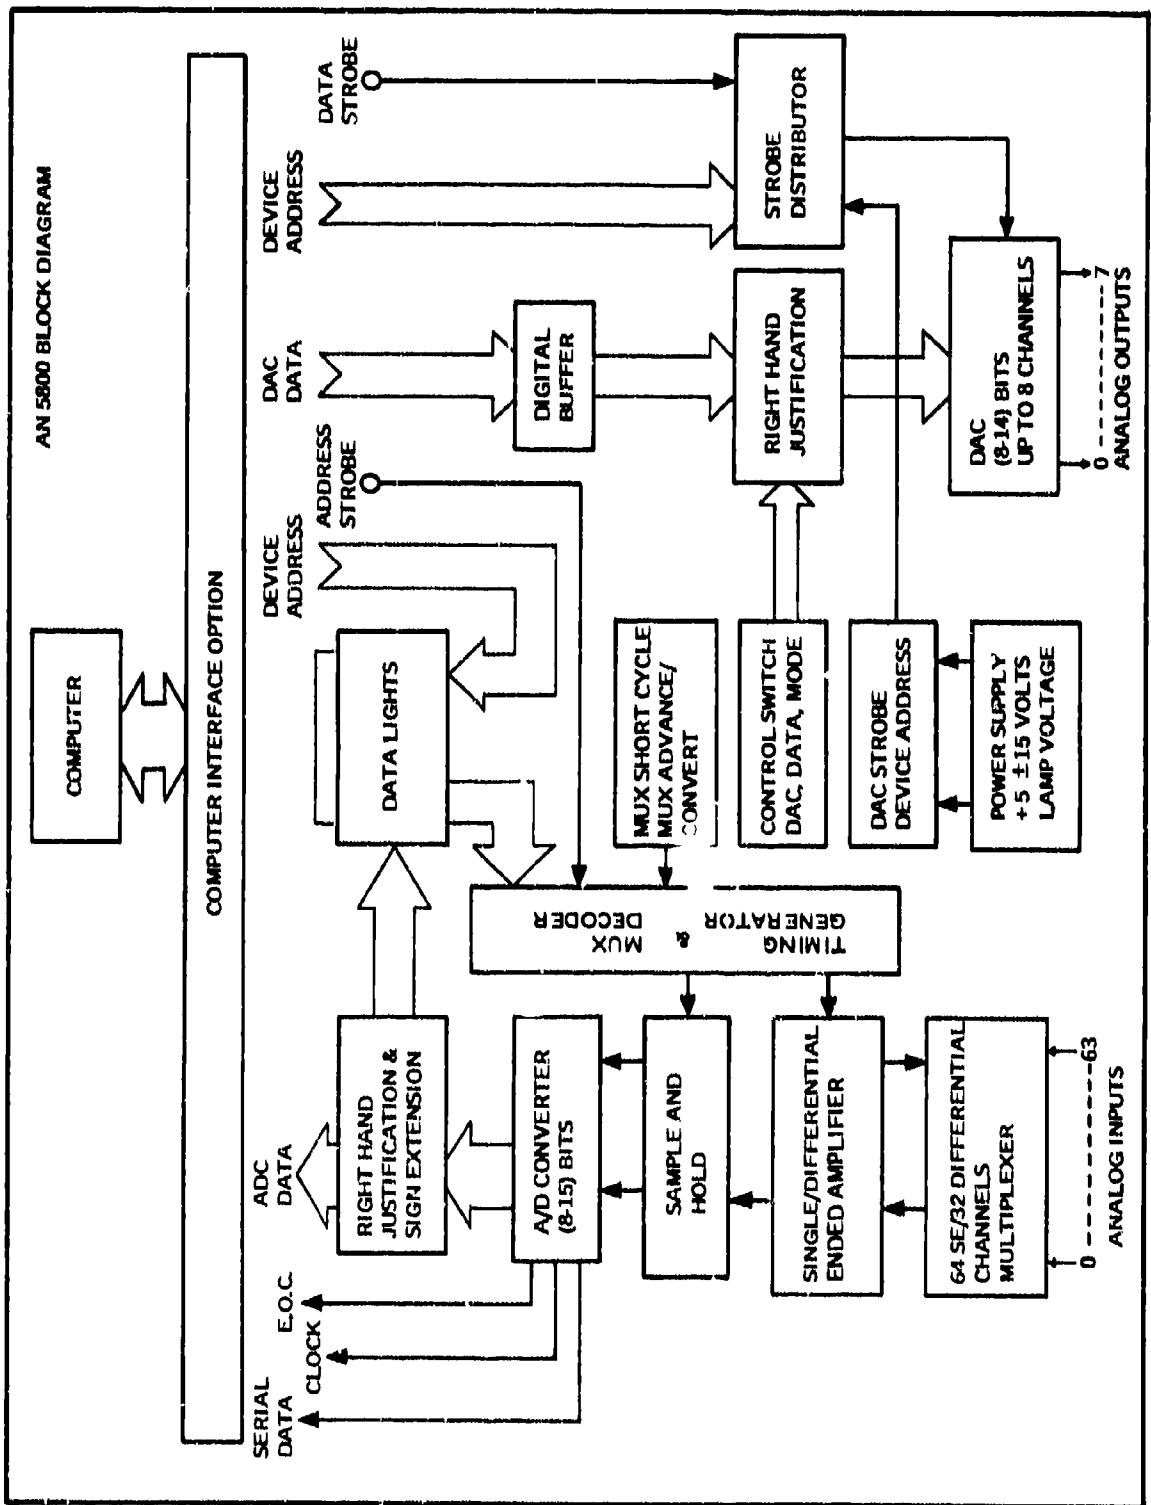 AN 5800 BLOCK DIAGRAM
COMPUTER
COMPUTER INTERFACE OPTION
SERIAL
DATA
CLOCK
E.O.C.
ADC
DATA
DEVICE
ADDRESS
ADDRESS
STROBE
DAC
DATA
DEVICE
ADDRESS
DATA
STROBE
RIGHT HAND
JUSTIFICATION &
SIGN EXTENSION
DATA LIGHTS
A/D CONVERTER
(8-15) BITS
DIGITAL
BUFFER
SAMPLE AND
HOLD
MUX
DECODER
&
TIMING
GENERATOR
MUX SHORT CYCLE
MUX ADVANCE/
CONVERT
SINGLE/DIFFERENTIAL
ENDED AMPLIFIER
CONTROL SWITCH
DAC, DATA, MODE
RIGHT HAND
JUSTIFICATION
STROBE
DISTRIBUTOR
64 SE/32 DIFFERENTIAL
CHANNELS
MULTIPLEXER
DAC STROBE
DEVICE ADDRESS
POWER SUPPLY
+5 ±15 VOLTS
LAMP VOLTAGE
DAC
(8-14) BITS
UP TO 8 CHANNELS
0 --------- 63
ANALOG INPUTS
0 --------- 7
ANALOG OUTPUTS